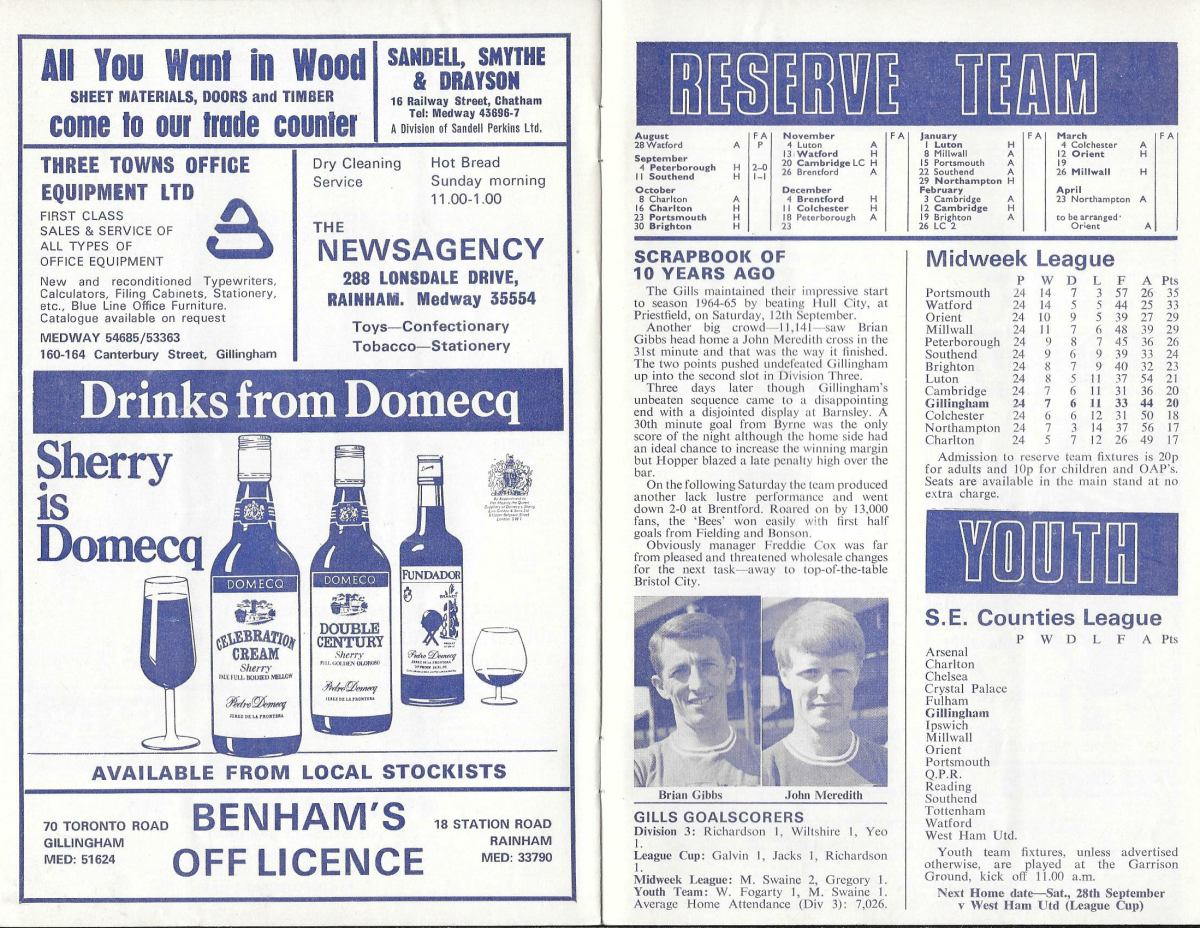 All You Want in Wood
SHEET MATERIALS, DOORS and TIMBER
come to our trade counter
SANDELL, SMYTHE
& DRAYSON
16 Railway Street, Chatham
Tel: Medway 43696-7
A Division of Sandell Perkins Ltd.
THREE TOWNS OFFICE
EQUIPMENT LTD
FIRST CLASS
SALES & SERVICE OF
ALL TYPES OF
OFFICE EQUIPMENT
New and reconditioned Typewriters,
Calculators, Filing Cabinets, Stationery,
etc., Blue Line Office Furniture.
Catalogue available on request
MEDWAY 54685/53363
160-164 Canterbury Street, Gillingham
Dry Cleaning
Service
Hot Bread
Sunday morning
11.00-1.00
THE
NEWSAGENCY
288 LONSDALE DRIVE,
RAINHAM. Medway 35554
Toys—Confectionary
Tobacco—Stationery
Drinks from Domecq
Sherry
is
Domecq
DOMECQ
CELEBRATION
CREAM
Sherry
PALE FULL BODIED MELLOW
Pedro Domecq
JEREZ DE LA FRONTERA
DOMECQ
DOUBLE
CENTURY
Sherry
FULL GOLDEN OLOROSO
Pedro Domecq
JEREZ DE LA FRONTERA
FUNDADOR
Pedro Domecq
AVAILABLE FROM LOCAL STOCKISTS
70 TORONTO ROAD
GILLINGHAM
MED: 51624
BENHAM'S
OFF LICENCE
18 STATION ROAD
RAINHAM
MED: 33790
RESERVE TEAM
August F A
28 Watford A P
September
4 Peterborough H 2–0
11 Southend H 1–1
October
8 Charlton A
16 Charlton H
23 Portsmouth H
30 Brighton H
November F A
4 Luton A
13 Watford H
20 Cambridge LC H
26 Brentford A
December
4 Brentford H
11 Colchester H
18 Peterborough A
23
January F A
1 Luton H
8 Millwall A
15 Portsmouth A
22 Southend A
29 Northampton H
February
3 Cambridge A
12 Cambridge H
19 Brighton A
26 LC 2
March F A
4 Colchester A
12 Orient H
19
26 Millwall H
April
23 Northampton A
to be arranged
Orient A
SCRAPBOOK OF
10 YEARS AGO
The Gills maintained their impressive start
to season 1964-65 by beating Hull City, at
Priestfield, on Saturday, 12th September.
Another big crowd—11,141—saw Brian
Gibbs head home a John Meredith cross in the
31st minute and that was the way it finished.
The two points pushed undefeated Gillingham
up into the second slot in Division Three.
Three days later though Gillingham's
unbeaten sequence came to a disappointing
end with a disjointed display at Barnsley. A
30th minute goal from Byrne was the only
score of the night although the home side had
an ideal chance to increase the winning margin
but Hopper blazed a late penalty high over the
bar.
On the following Saturday the team produced
another lack lustre performance and went
down 2-0 at Brentford. Roared on by 13,000
fans, the 'Bees' won easily with first half
goals from Fielding and Bonson.
Obviously manager Freddie Cox was far
from pleased and threatened wholesale changes
for the next task—away to top-of-the-table
Bristol City.
Brian Gibbs
John Meredith
GILLS GOALSCORERS
Division 3: Richardson 1, Wiltshire 1, Yeo
1.
League Cup: Galvin 1, Jacks 1, Richardson
1.
Midweek League: M. Swaine 2, Gregory 1.
Youth Team: W. Fogarty 1, M. Swaine 1.
Average Home Attendance (Div 3): 7,026.
Midweek League
P W D L F A Pts
Portsmouth 24 14 7 3 57 26 35
Watford 24 14 5 5 44 25 33
Orient 24 10 9 5 39 27 29
Millwall 24 11 7 6 48 39 29
Peterborough 24 9 8 7 45 36 26
Southend 24 9 6 9 39 33 24
Brighton 24 8 7 9 40 32 23
Luton 24 8 5 11 37 54 21
Cambridge 24 7 6 11 31 36 20
Gillingham 24 7 6 11 33 44 20
Colchester 24 6 6 12 31 50 18
Northampton 24 7 3 14 37 56 17
Charlton 24 5 7 12 26 49 17
Admission to reserve team fixtures is 20p
for adults and 10p for children and OAP's.
Seats are available in the main stand at no
extra charge.
YOUTH
S.E. Counties League
P W D L F A Pts
Arsenal
Charlton
Chelsea
Crystal Palace
Fulham
Gillingham
Ipswich
Millwall
Orient
Portsmouth
Q.P.R.
Reading
Southend
Tottenham
Watford
West Ham Utd.
Youth team fixtures, unless advertised
otherwise, are played at the Garrison
Ground, kick off 11.00 a.m.
Next Home date—Sat., 28th September
v West Ham Utd (League Cup)